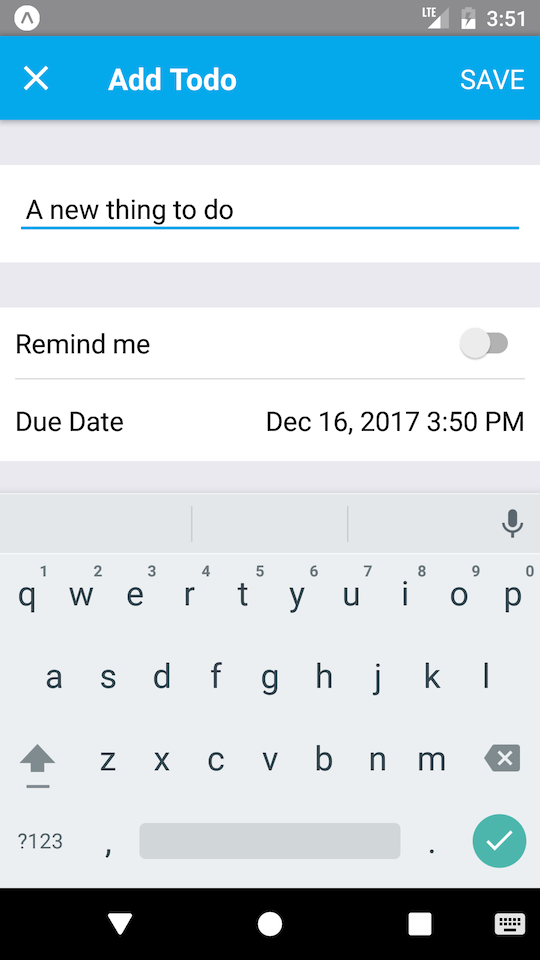 LTE 3:51
Add Todo SAVE
A new thing to do
Remind me
Due Date Dec 16, 2017 3:50 PM
1 2 3 4 5 6 7 8 9 0
q w e r t y u i o p
a s d f g h j k l
z x c v b n m
?123 , .